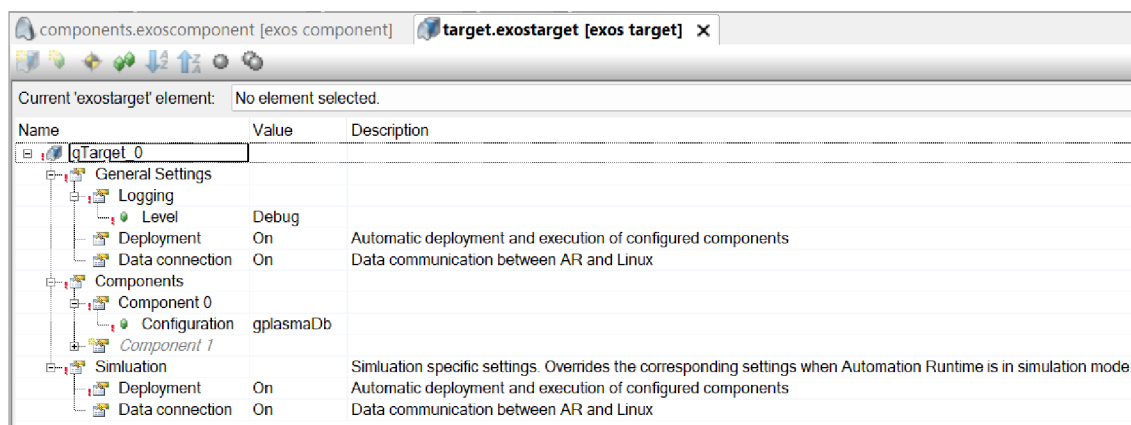 components.exoscomponent [exos component] target.exostarget [exos target] X
Current 'exostarget' element: No element selected.
Name Value Description
gTarget_0
General Settings
Logging
Level Debug
Deployment On Automatic deployment and execution of configured components
Data connection On Data communication between AR and Linux
Components
Component 0
Configuration gplasmaDb
Component 1
Simluation Simluation specific settings. Overrides the corresponding settings when Automation Runtime is in simulation mode
Deployment On Automatic deployment and execution of configured components
Data connection On Data communication between AR and Linux